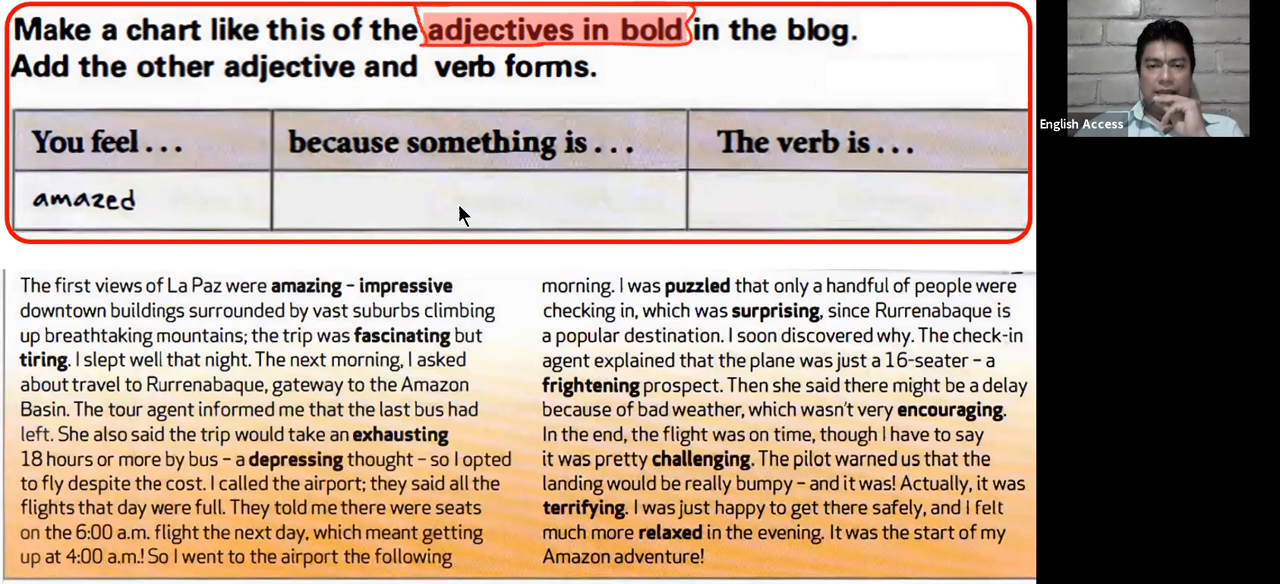 Make a chart like this of the adjectives in bold in the blog.
Add the other adjective and verb forms.
You feel . . .
because something is . . .
The verb is . . .
amazed
English Access
The first views of La Paz were amazing – impressive
downtown buildings surrounded by vast suburbs climbing
up breathtaking mountains; the trip was fascinating but
tiring. I slept well that night. The next morning, I asked
about travel to Rurrenabaque, gateway to the Amazon
Basin. The tour agent informed me that the last bus had
left. She also said the trip would take an exhausting
18 hours or more by bus – a depressing thought – so I opted
to fly despite the cost. I called the airport; they said all the
flights that day were full. They told me there were seats
on the 6:00 a.m. flight the next day, which meant getting
up at 4:00 a.m.! So I went to the airport the following
morning. I was puzzled that only a handful of people were
checking in, which was surprising, since Rurrenabaque is
a popular destination. I soon discovered why. The check-in
agent explained that the plane was just a 16-seater – a
frightening prospect. Then she said there might be a delay
because of bad weather, which wasn't very encouraging.
In the end, the flight was on time, though I have to say
it was pretty challenging. The pilot warned us that the
landing would be really bumpy – and it was! Actually, it was
terrifying. I was just happy to get there safely, and I felt
much more relaxed in the evening. It was the start of my
Amazon adventure!